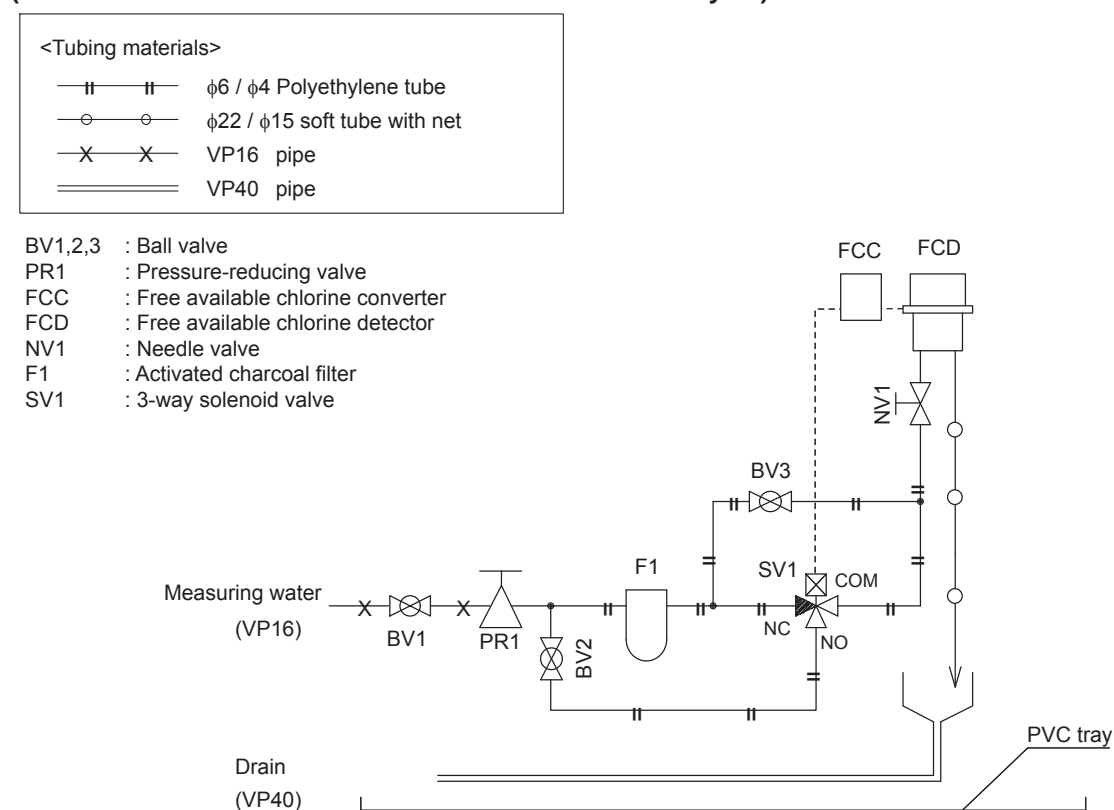 <Tubing materials>
ϕ6 / ϕ4 Polyethylene tube
ϕ22 / ϕ15 soft tube with net
VP16 pipe
VP40 pipe
BV1,2,3 : Ball valve
PR1 : Pressure-reducing valve
FCC : Free available chlorine converter
FCD : Free available chlorine detector
NV1 : Needle valve
F1 : Activated charcoal filter
SV1 : 3-way solenoid valve
FCC
FCD
NV1
BV3
F1
SV1
COM
Measuring water
(VP16)
BV1
PR1
BV2
NC
NO
PVC tray
Drain
(VP40)